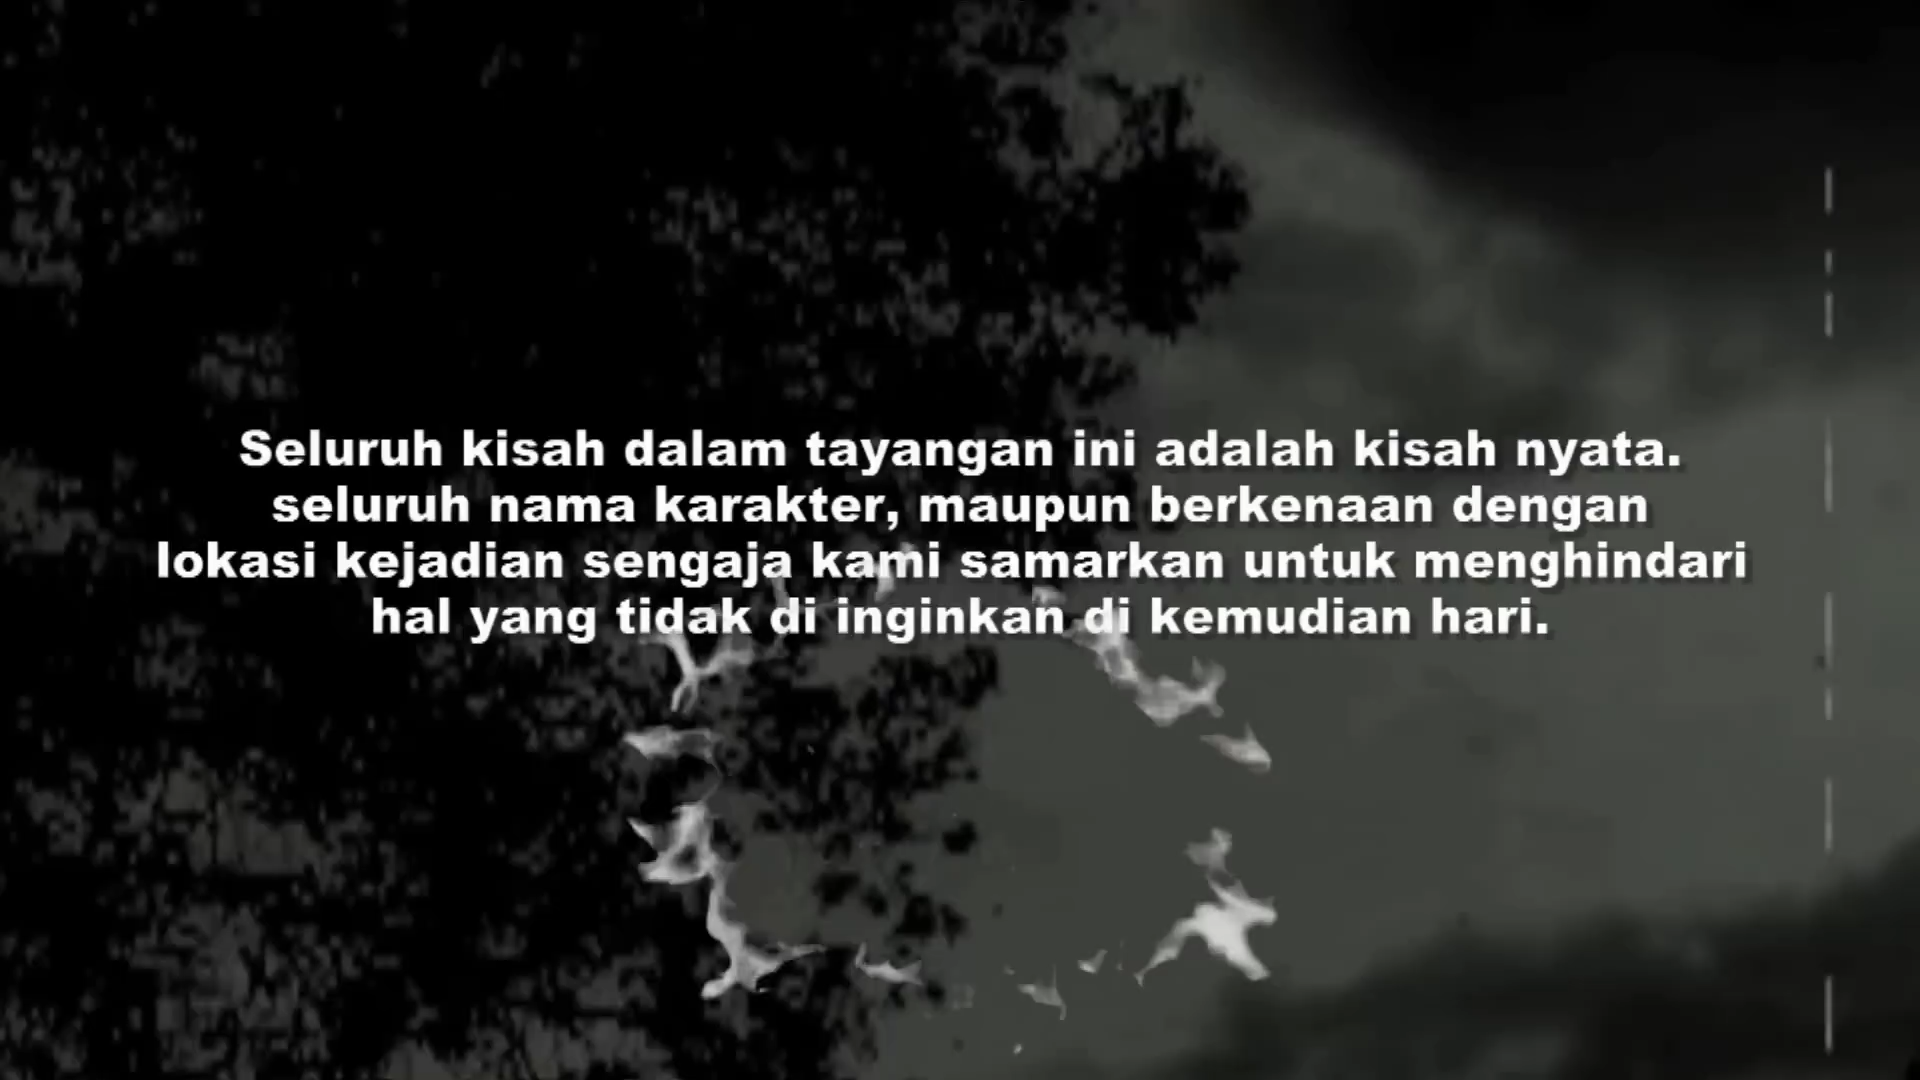 Seluruh kisah dalam tayangan ini adalah kisah nyata.
seluruh nama karakter, maupun berkenaan dengan
lokasi kejadian sengaja kami samarkan untuk menghindari
hal yang tidak di inginkan di kemudian hari.